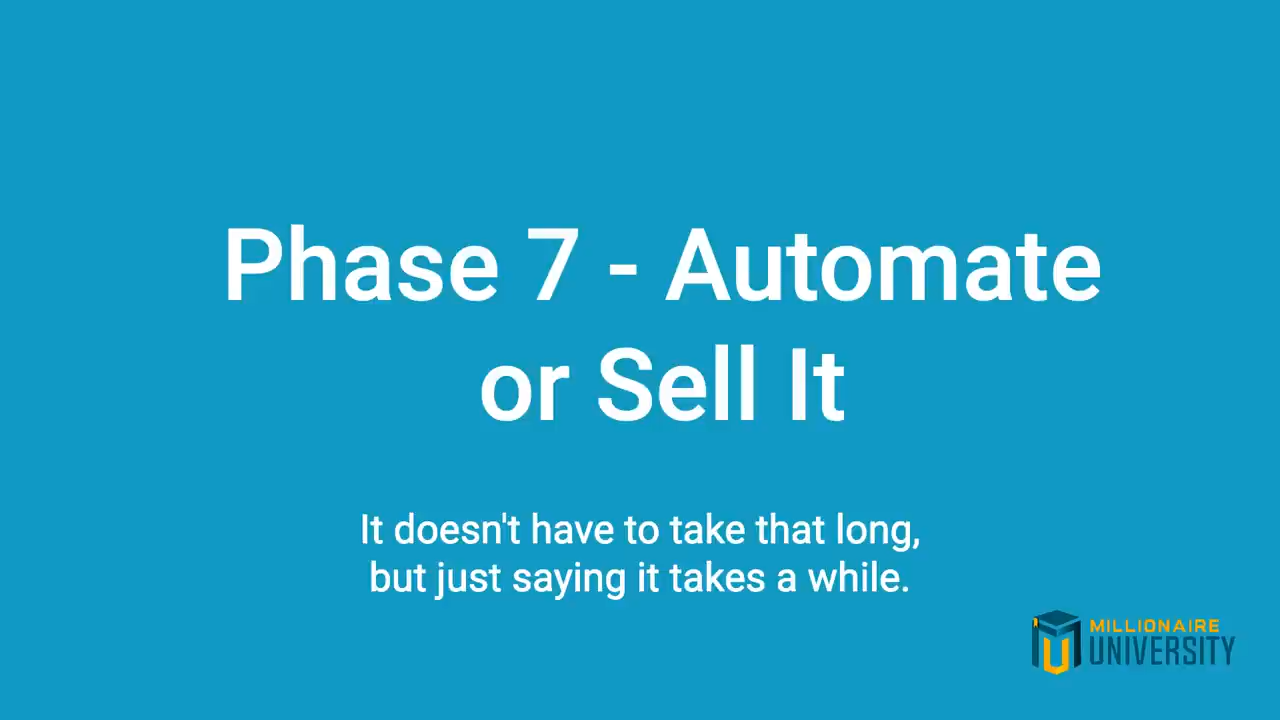 Phase 7 - Automate
or Sell It
It doesn't have to take that long,
but just saying it takes a while.
MILLIONAIRE
UNIVERSITY